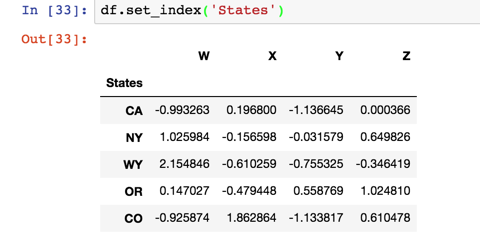 In [33]: df.set_index('States')
Out[33]:
W X Y Z
States
CA -0.993263 0.196800 -1.136645 0.000366
NY 1.025984 -0.156598 -0.031579 0.649826
WY 2.154846 -0.610259 -0.755325 -0.346419
OR 0.147027 -0.479448 0.558769 1.024810
CO -0.925874 1.862864 -1.133817 0.610478